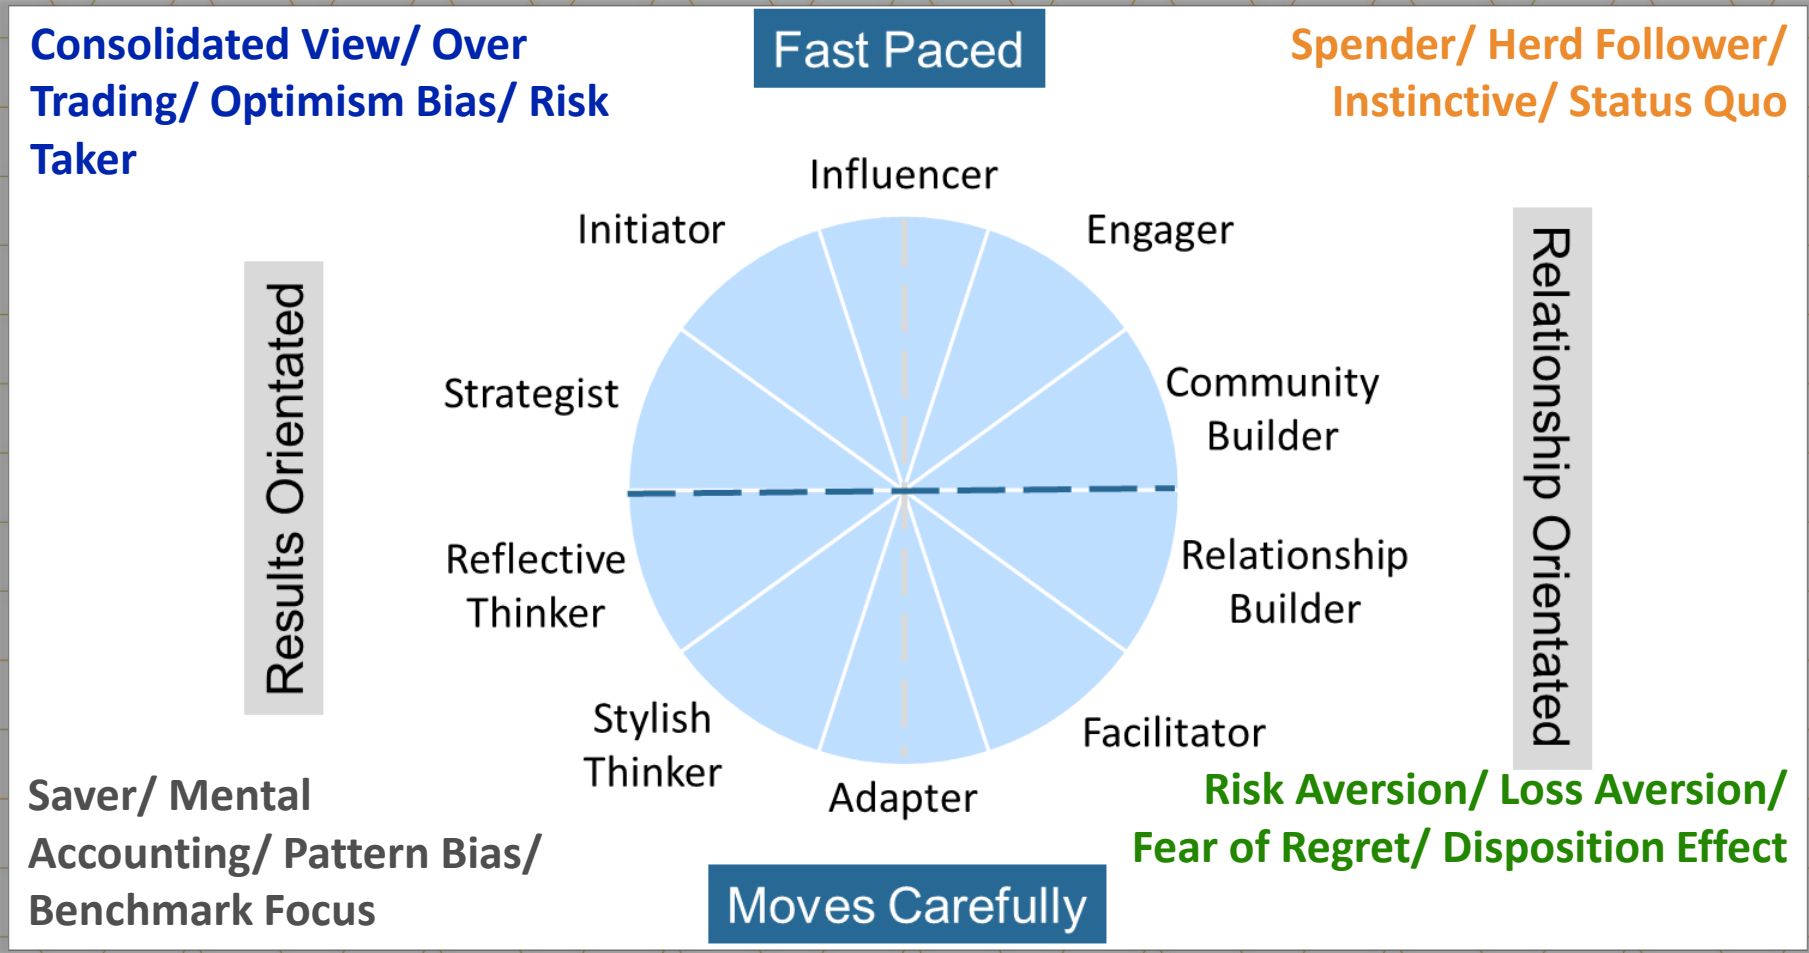 Consolidated View/ Over
Trading/ Optimism Bias/ Risk
Taker
Fast Paced
Spender/ Herd Follower/
Instinctive/ Status Quo
Influencer
Initiator
Engager
Strategist
Community
Builder
Results Orientated
Relationship Orientated
Reflective
Thinker
Relationship
Builder
Stylish
Thinker
Facilitator
Adapter
Saver/ Mental
Accounting/ Pattern Bias/
Benchmark Focus
Risk Aversion/ Loss Aversion/
Fear of Regret/ Disposition Effect
Moves Carefully